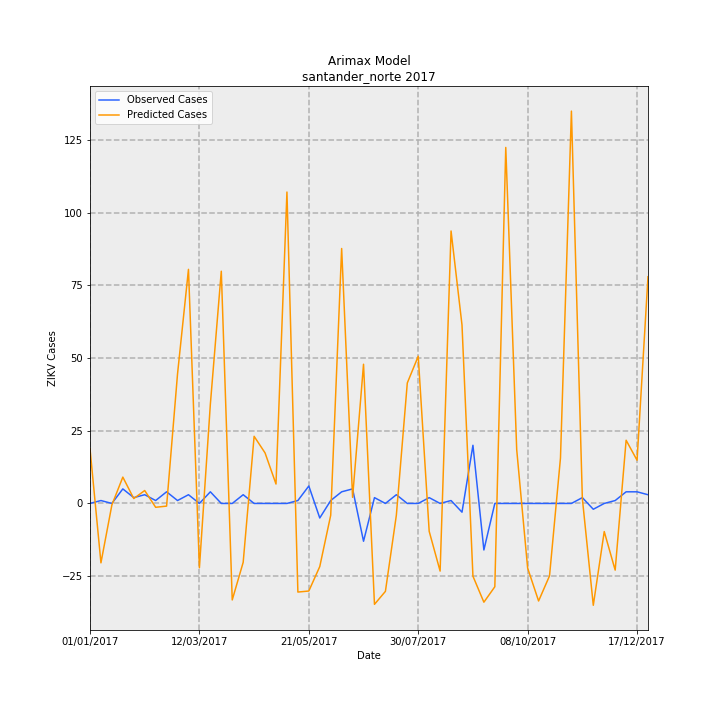 Arimax Model
santander_norte 2017
Observed Cases
Predicted Cases
125
100
75
50
25
0
−25
ZIKV Cases
01/01/2017 12/03/2017 21/05/2017 30/07/2017 08/10/2017 17/12/2017
Date